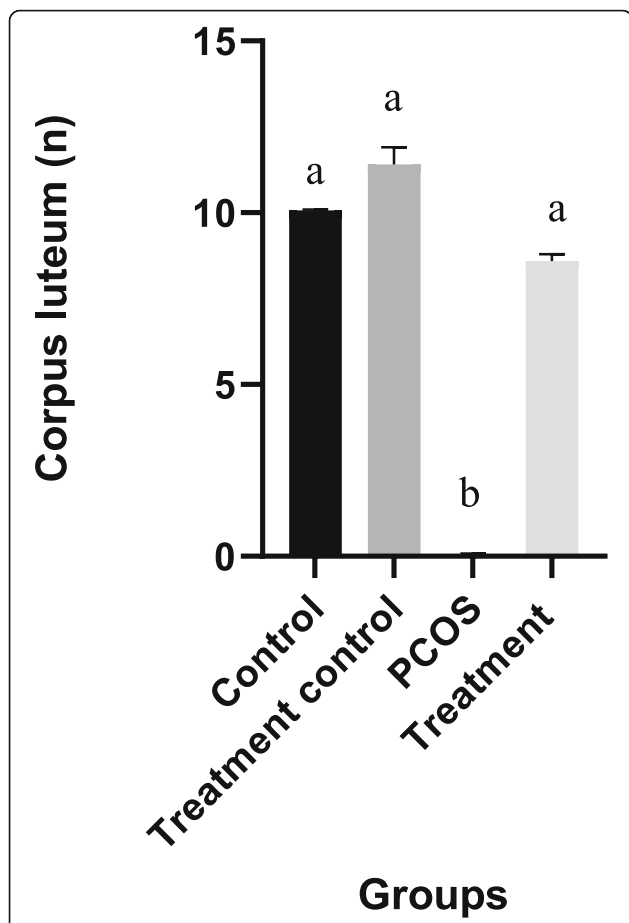 Corpus luteum (n)
15
10
5
0
a
a
b
a
Control
Treatment control
PCOS
Treatment
Groups